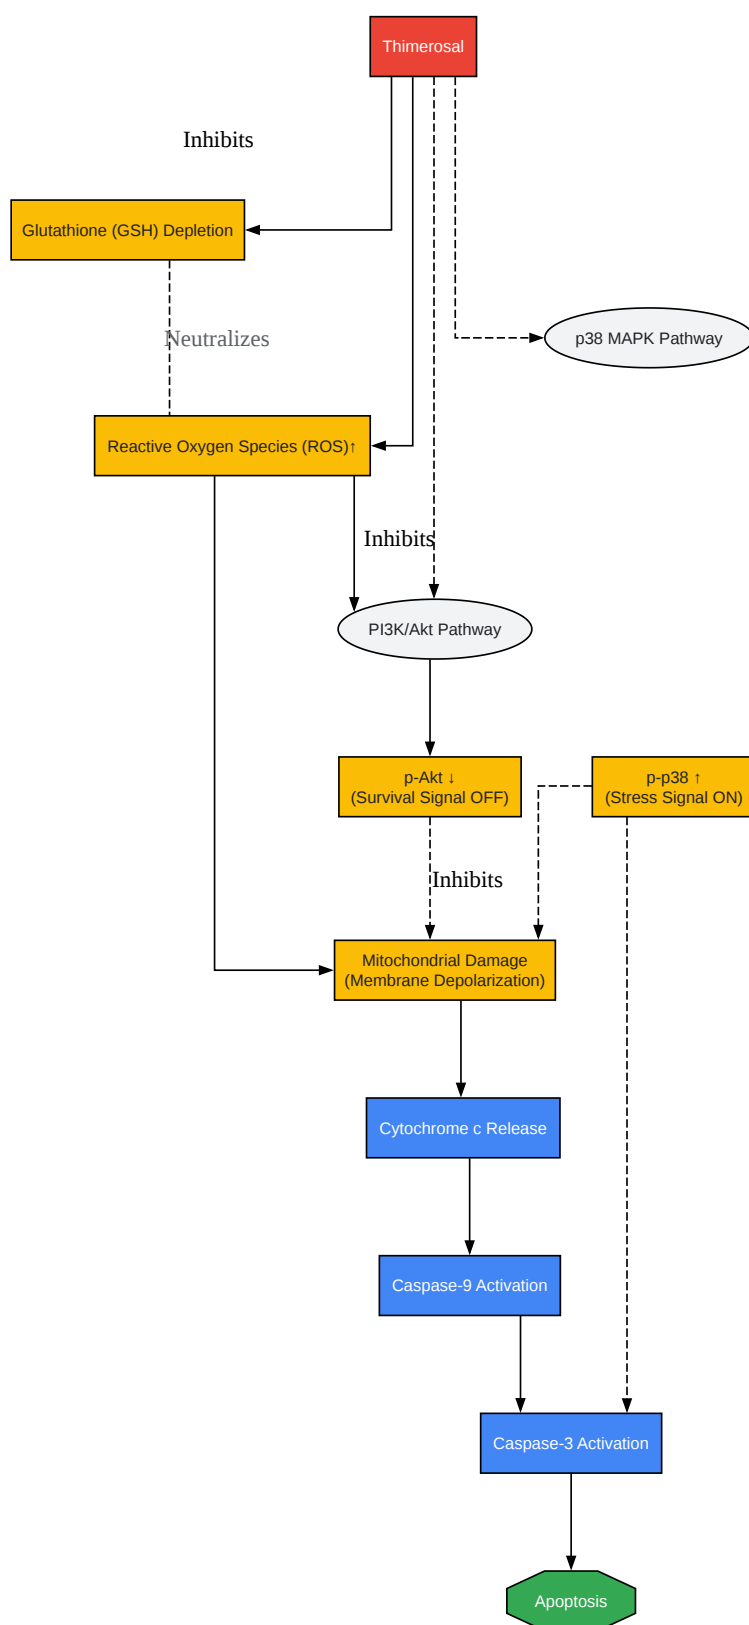 Thimerosal
Inhibits
Glutathione (GSH) Depletion
Neutralizes
p38 MAPK Pathway
Reactive Oxygen Species (ROS)↑
Inhibits
PI3K/Akt Pathway
p-Akt ↓
(Survival Signal OFF)
p-p38 ↑
(Stress Signal ON)
Inhibits
Mitochondrial Damage
(Membrane Depolarization)
Cytochrome c Release
Caspase-9 Activation
Caspase-3 Activation
Apoptosis